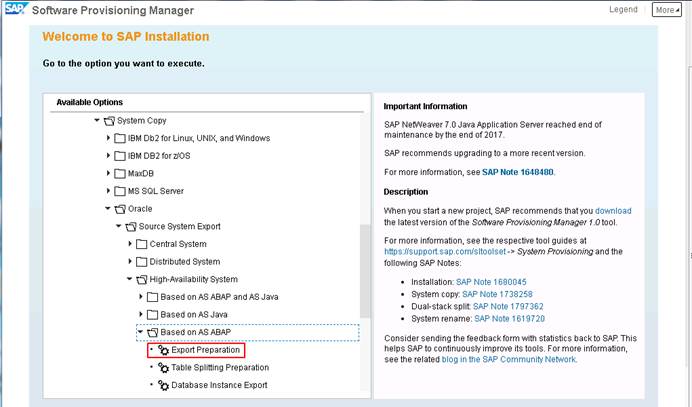 SAP Software Provisioning Manager
Legend
More
Welcome to SAP Installation
Go to the option you want to execute.
Available Options
System Copy
IBM Db2 for Linux, UNIX, and Windows
IBM DB2 for z/OS
MaxDB
MS SQL Server
Oracle
Source System Export
Central System
Distributed System
High-Availability System
Based on AS ABAP and AS Java
Based on AS Java
Based on AS ABAP
Export Preparation
Table Splitting Preparation
Database Instance Export
Important Information
SAP NetWeaver 7.0 Java Application Server reached end of
maintenance by the end of 2017.
SAP recommends upgrading to a more recent version.
For more information, see SAP Note 1648480.
Description
When you start a new project, SAP recommends that you download
the latest version of the Software Provisioning Manager 1.0 tool.
For more information, see the respective tool guides at
https://support.sap.com/sltoolset -> System Provisioning and the
following SAP Notes:
• Installation: SAP Note 1680045
• System copy: SAP Note 1738258
• Dual-stack split: SAP Note 1797362
• System rename: SAP Note 1619720
Consider sending the feedback form with statistics back to SAP. This
helps SAP to continuously improve its tools. For more information,
see the related blog in the SAP Community Network.